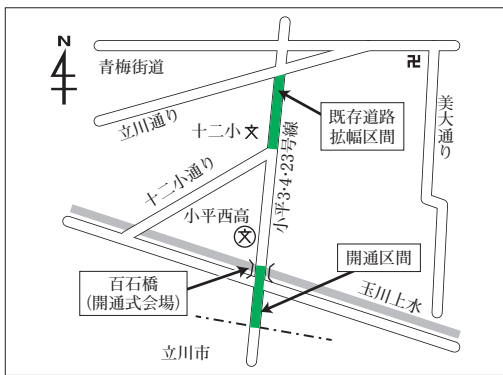 N
青梅街道
卍
立川通り
十二小
文
既存道路
拡幅区間
美大通り
小平3・4・23号線
十二小通り
小平西高
文
開通区間
百石橋
(開通式会場)
玉川上水
立川市